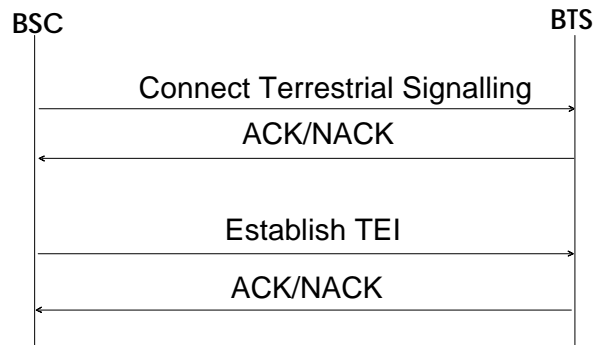 BSC
BTS
Connect Terrestrial Signalling
ACK/NACK
Establish TEI
ACK/NACK